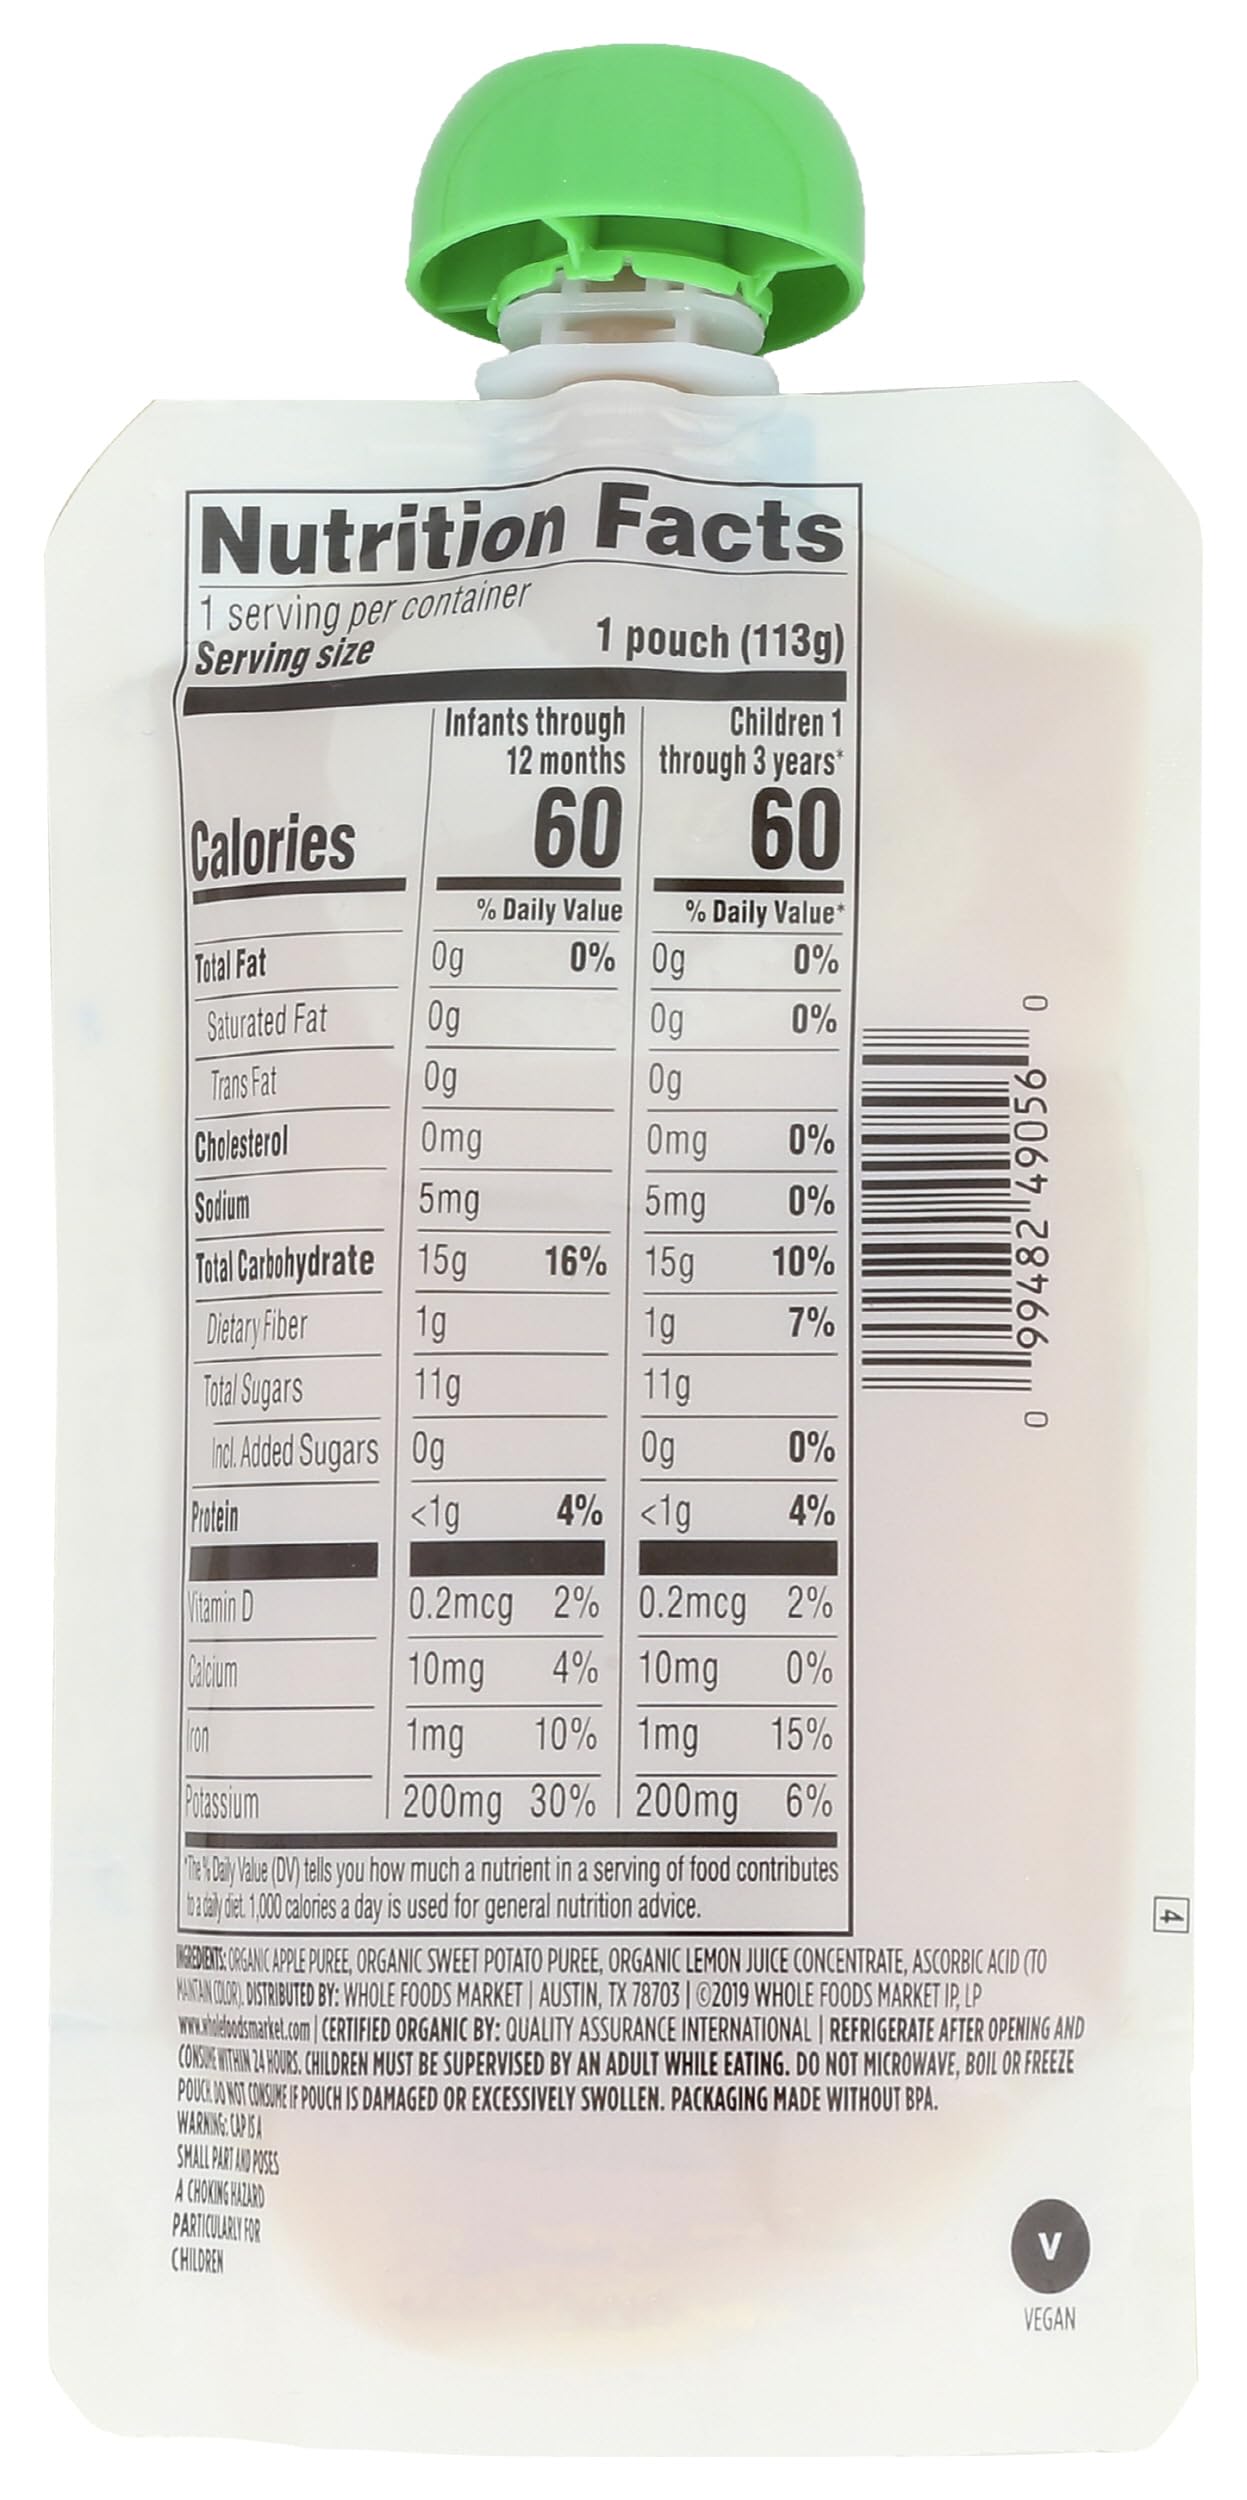 Nutrition Facts
1 serving per container
Serving size 1 pouch (113g)
Infants through 12 months Children 1 through 3 years*
Calories 60 60
% Daily Value % Daily Value*
Total Fat 0g 0% 0g 0%
Saturated Fat 0g 0g 0%
Trans Fat 0g 0g
Cholesterol 0mg 0mg 0%
Sodium 5mg 5mg 0%
Total Carbohydrate 15g 16% 15g 10%
Dietary Fiber 1g 1g 7%
Total Sugars 11g 11g
Incl. Added Sugars 0g 0g 0%
Protein <1g 4% <1g 4%
Vitamin D 0.2mcg 2% 0.2mcg 2%
Calcium 10mg 4% 10mg 0%
Iron 1mg 10% 1mg 15%
Potassium 200mg 30% 200mg 6%
*The % Daily Value (DV) tells you how much a nutrient in a serving of food contributes
to a daily diet. 1,000 calories a day is used for general nutrition advice.
0 99482 49056 0
4
INGREDIENTS: ORGANIC APPLE PUREE, ORGANIC SWEET POTATO PUREE, ORGANIC LEMON JUICE CONCENTRATE, ASCORBIC ACID (TO
MAINTAIN COLOR). DISTRIBUTED BY: WHOLE FOODS MARKET | AUSTIN, TX 78703 | ©2019 WHOLE FOODS MARKET IP, LP
www.wholefoodsmarket.com | CERTIFIED ORGANIC BY: QUALITY ASSURANCE INTERNATIONAL | REFRIGERATE AFTER OPENING AND
CONSUME WITHIN 24 HOURS. CHILDREN MUST BE SUPERVISED BY AN ADULT WHILE EATING. DO NOT MICROWAVE, BOIL OR FREEZE
POUCH. DO NOT CONSUME IF POUCH IS DAMAGED OR EXCESSIVELY SWOLLEN. PACKAGING MADE WITHOUT BPA.
WARNING: CAP IS A
SMALL PART AND POSES
A CHOKING HAZARD
PARTICULARLY FOR
CHILDREN
V
VEGAN